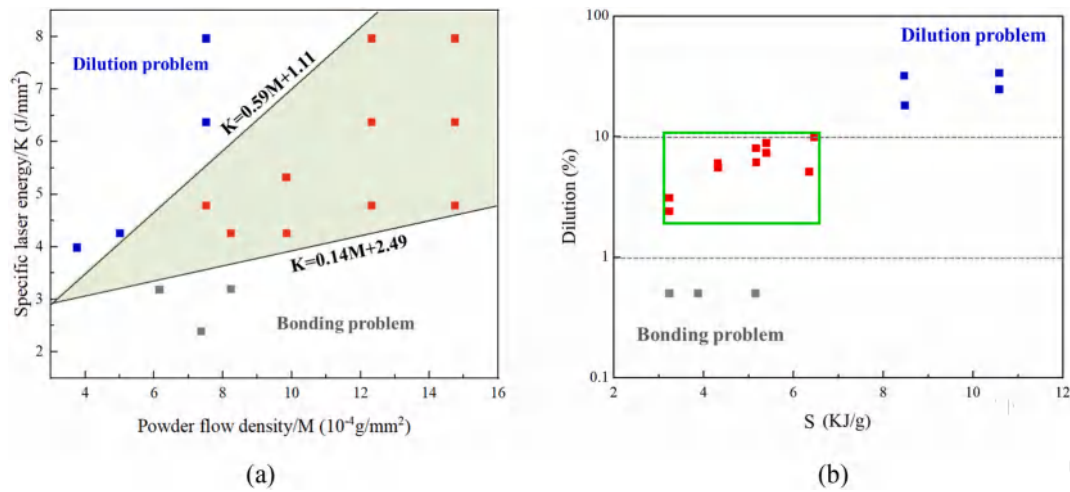 8
7
6
5
4
3
2
Specific laser energy/K (J/mm²)
Dilution problem
K=0.59M+1.11
K=0.14M+2.49
Bonding problem
4
6
8
10
12
14
16
Powder flow density/M (10⁻⁴g/mm²)
(a)
100
10
1
0.1
Dilution (%)
Dilution problem
Bonding problem
2
4
6
8
10
12
S (KJ/g)
(b)